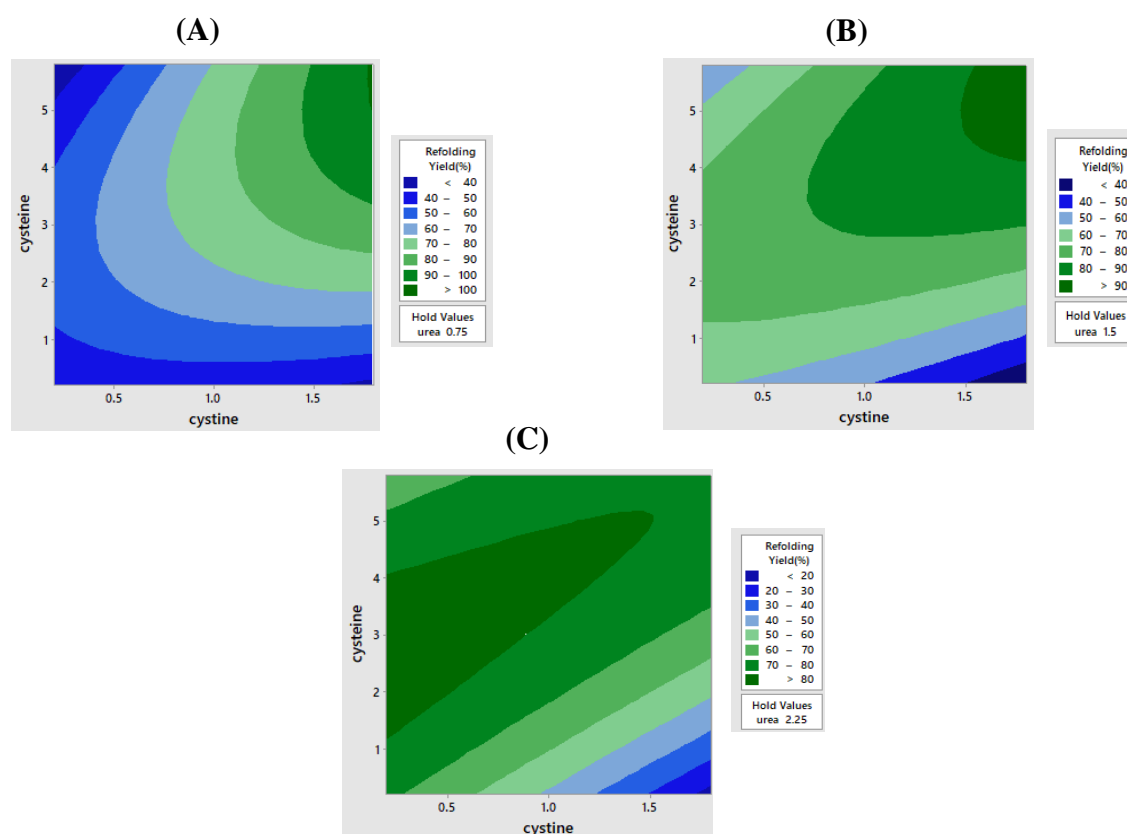 (A)
5
4
3
2
1
cysteine
0.5 1.0 1.5
cystine
Refolding
Yield(%)
< 40
40 – 50
50 – 60
60 – 70
70 – 80
80 – 90
90 – 100
> 100
Hold Values
urea 0.75
(B)
5
4
3
2
1
cysteine
0.5 1.0 1.5
cystine
Refolding
Yield(%)
< 40
40 – 50
50 – 60
60 – 70
70 – 80
80 – 90
> 90
Hold Values
urea 1.5
(C)
5
4
3
2
1
cysteine
0.5 1.0 1.5
cystine
Refolding
Yield(%)
< 20
20 – 30
30 – 40
40 – 50
50 – 60
60 – 70
70 – 80
> 80
Hold Values
urea 2.25